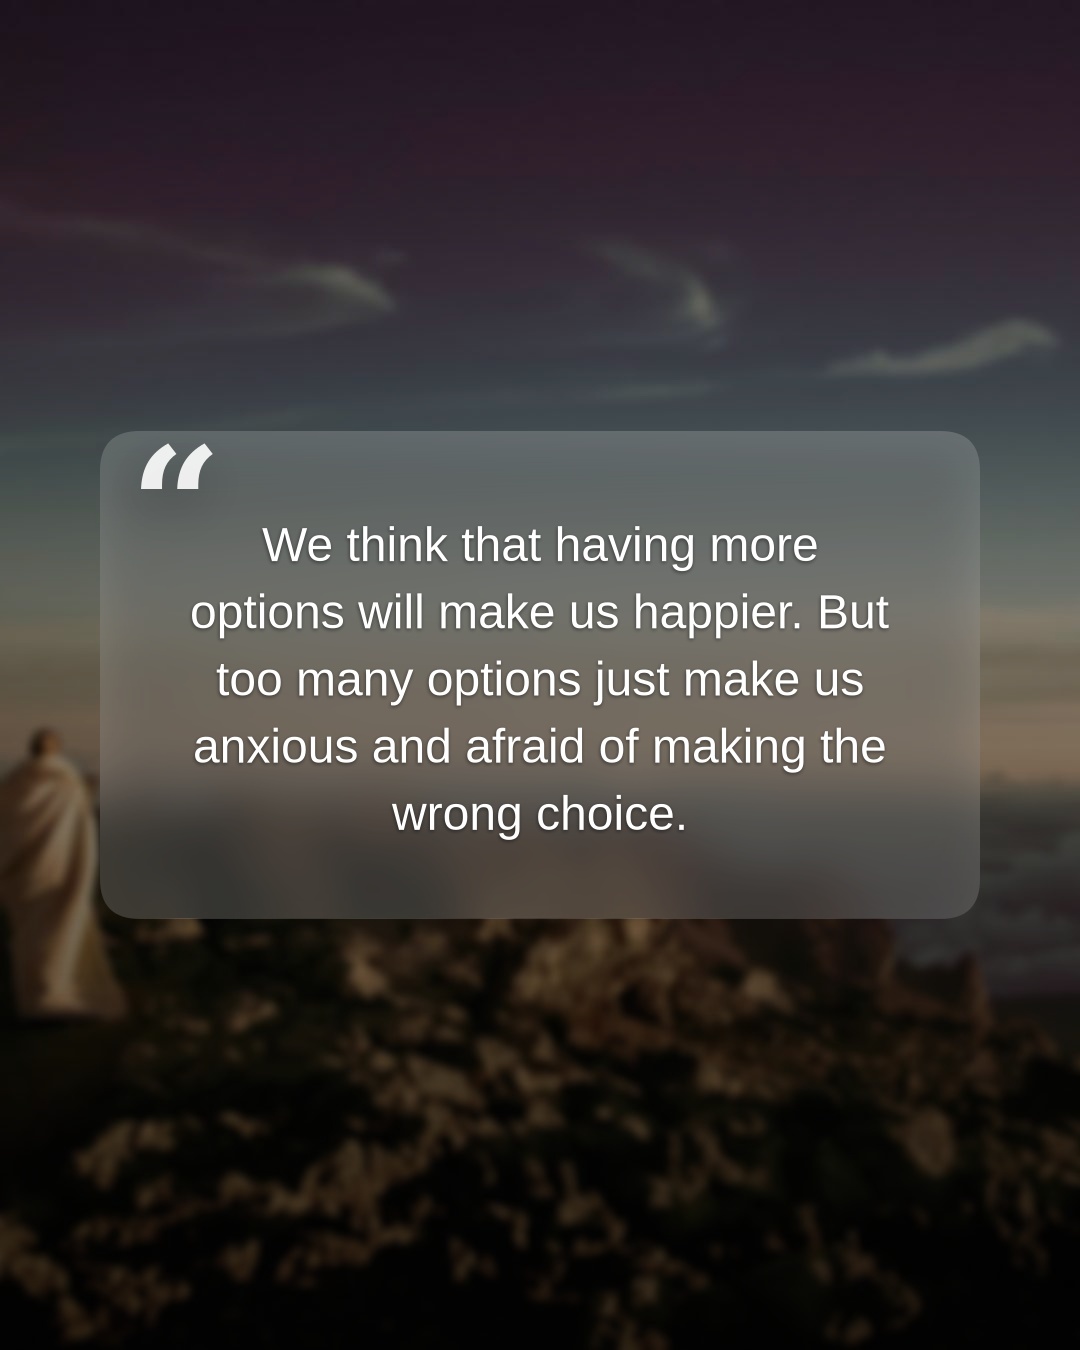 “
We think that having more
options will make us happier. But
too many options just make us
anxious and afraid of making the
wrong choice.